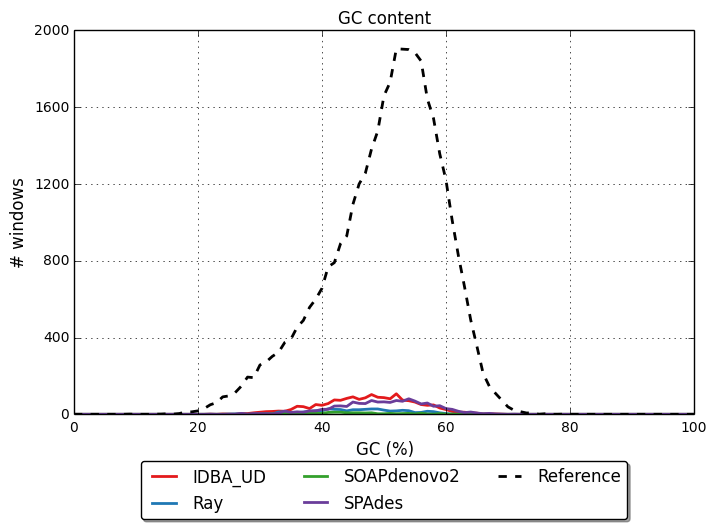 GC content
2000
1600
1200
800
400
0
# windows
0 20 40 60 80 100
GC (%)
IDBA_UD SOAPdenovo2 Reference
Ray SPAdes